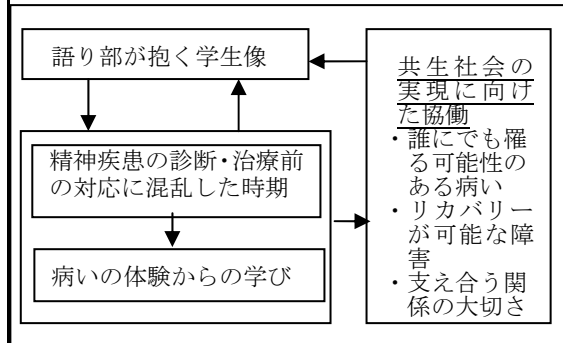 語り部が抱く学生像
精神疾患の診断・治療前
の対応に混乱した時期
病いの体験からの学び
共生社会の
実現に向け
た協働
・誰にでも罹
る可能性の
ある病い
・リカバリー
が可能な障
害
・支え合う関
係の大切さ